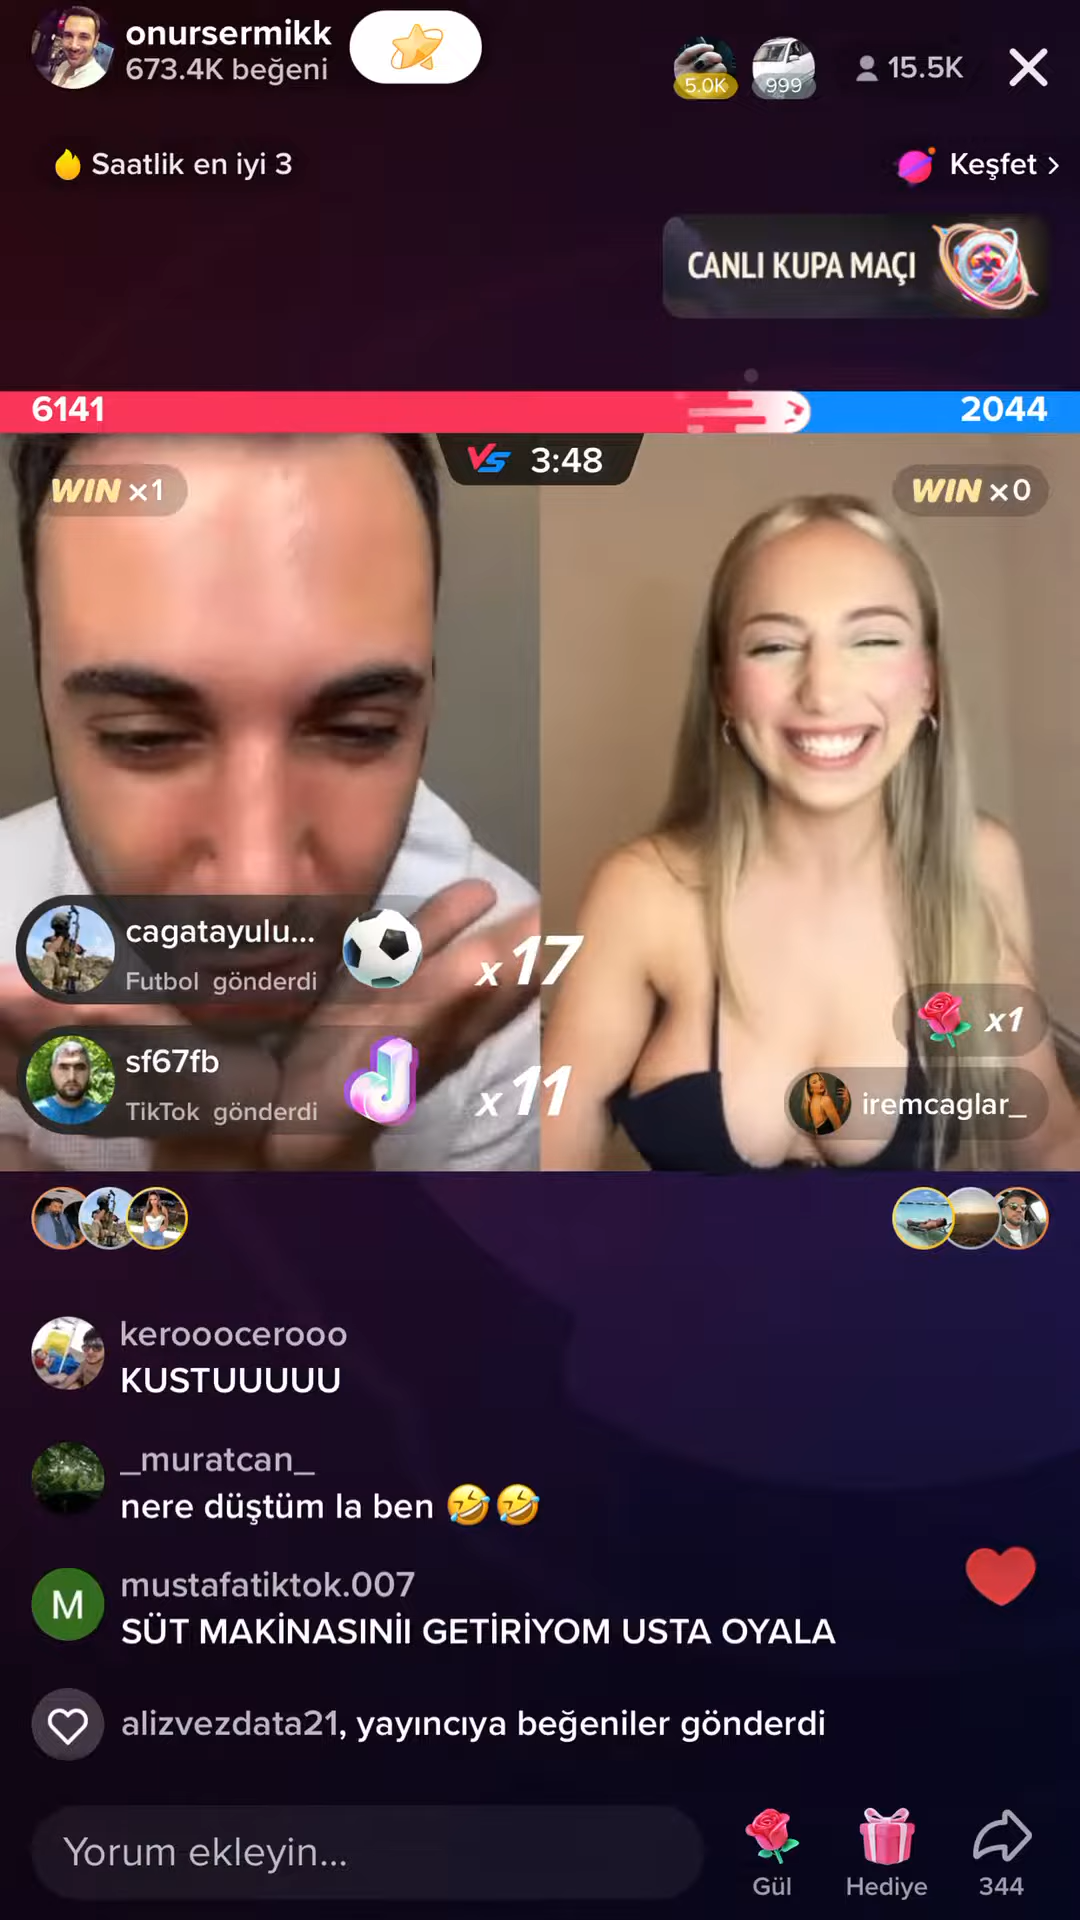 onursermikk
673.4K beğeni
5.0K
999
15.5K
Saatlik en iyi 3
Keşfet >
CANLI KUPA MAÇI
6141
2044
VS 3:48
WIN x1
WIN x0
cagatayulu...
Futbol gönderdi
x17
x1
sf67fb
TikTok gönderdi
x11
iremcaglar_
kerooocerooo
KUSTUUUUU
_muratcan_
nere düştüm la ben 🤣🤣
M
mustafatiktok.007
SÜT MAKİNASINİI GETİRİYOM USTA OYALA
alizvezdata21, yayıncıya beğeniler gönderdi
Yorum ekleyin...
Gül
Hediye
344